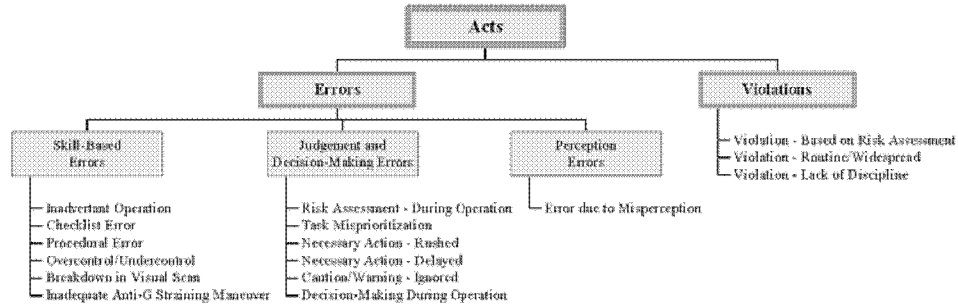 Acts
Errors
Violations
Skill-Based
Errors
Judgement and
Decision-Making Errors
Perception
Errors
Violation - Based on Risk Assessment
Violation - Routine/Widespread
Violation - Lack of Discipline
Inadvertant Operation
Checklist Error
Procedural Error
Overcontrol/Undercontrol
Breakdown in Visual Scan
Inadequate Anti-G Straining Maneuver
Risk Assessment - During Operation
Task Misprioritization
Necessary Action - Rushed
Necessary Action - Delayed
Caution/Warning - Ignored
Decision-Making During Operation
Error due to Misperception